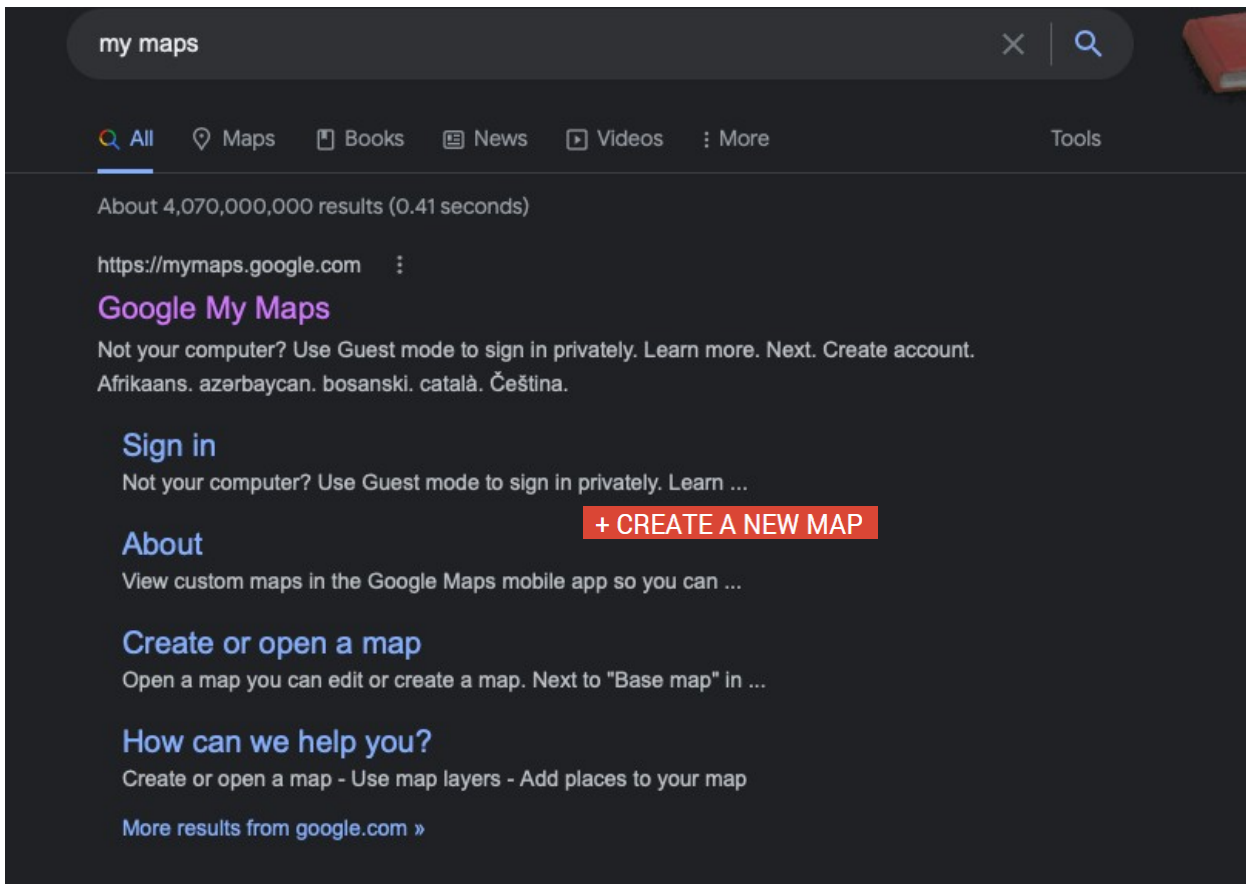 my maps
All Maps Books News Videos More Tools
About 4,070,000,000 results (0.41 seconds)
https://mymaps.google.com
Google My Maps
Not your computer? Use Guest mode to sign in privately. Learn more. Next. Create account.
Afrikaans. azərbaycan. bosanski. català. Čeština.
Sign in
Not your computer? Use Guest mode to sign in privately. Learn ...
+ CREATE A NEW MAP
About
View custom maps in the Google Maps mobile app so you can ...
Create or open a map
Open a map you can edit or create a map. Next to "Base map" in ...
How can we help you?
Create or open a map - Use map layers - Add places to your map
More results from google.com »